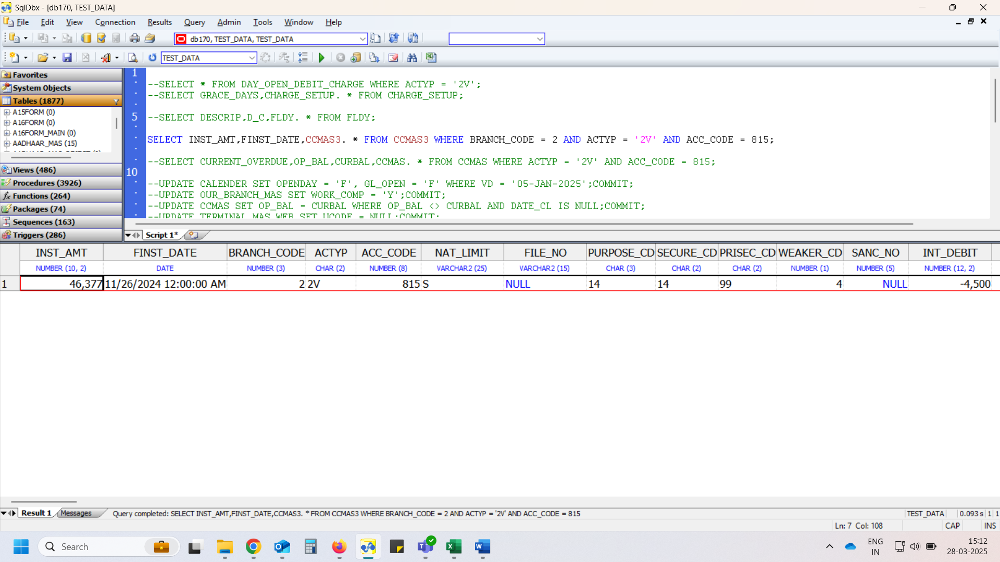 SqlDbx - [db170, TEST_DATA]
File Edit View Connection Results Query Admin Tools Window Help
db170, TEST_DATA, TEST_DATA
TEST_DATA
Favorites
System Objects
Tables (1877)
A15FORM (0)
A16FORM (0)
A16FORM_MAIN (0)
AADHAAR_MAS (15)
Views (486)
Procedures (3926)
Functions (264)
Packages (74)
Sequences (163)
Triggers (286)
1
--SELECT * FROM DAY_OPEN_DEBIT_CHARGE WHERE ACTYP = '2V';
--SELECT GRACE_DAYS,CHARGE_SETUP. * FROM CHARGE_SETUP;
5 --SELECT DESCRIP,D_C,FLDY. * FROM FLDY;
SELECT INST_AMT,FINST_DATE,CCMAS3. * FROM CCMAS3 WHERE BRANCH_CODE = 2 AND ACTYP = '2V' AND ACC_CODE = 815;
--SELECT CURRENT_OVERDUE,OP_BAL,CURBAL,CCMAS. * FROM CCMAS WHERE ACTYP = '2V' AND ACC_CODE = 815;
10
--UPDATE CALENDER SET OPENDAY = 'F', GL_OPEN = 'F' WHERE VD = '05-JAN-2025';COMMIT;
--UPDATE OUR_BRANCH_MAS SET WORK_COMP = 'Y';COMMIT;
--UPDATE CCMAS SET OP_BAL = CURBAL WHERE OP_BAL <> CURBAL AND DATE_CL IS NULL;COMMIT;
--UPDATE TERMINAL_MAS_WEB SET UCODE = NULL;COMMIT;
Script 1*
INST_AMT FINST_DATE BRANCH_CODE ACTYP ACC_CODE NAT_LIMIT FILE_NO PURPOSE_CD SECURE_CD PRISEC_CD WEAKER_CD SANC_NO INT_DEBIT
NUMBER (10, 2) DATE NUMBER (3) CHAR (2) NUMBER (8) VARCHAR2 (25) VARCHAR2 (15) CHAR (3) CHAR (2) CHAR (2) NUMBER (1) NUMBER (5) NUMBER (12, 2)
1 46,377 11/26/2024 12:00:00 AM 2 2V 815 S NULL 14 14 99 4 NULL -4,500
Result 1 Messages Query completed: SELECT INST_AMT,FINST_DATE,CCMAS3. * FROM CCMAS3 WHERE BRANCH_CODE = 2 AND ACTYP = '2V' AND ACC_CODE = 815 TEST_DATA 0.093 s 1 1
Ln: 7 Col: 108 CAP INS
Search
ENG
IN
15:12
28-03-2025